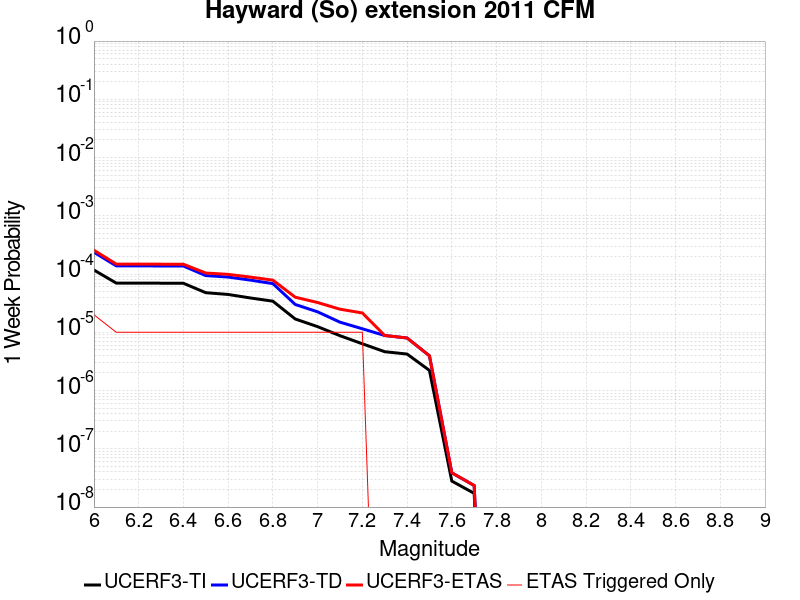 Hayward (So) extension 2011 CFM
10^0
10^-1
10^-2
10^-3
10^-4
10^-5
10^-6
10^-7
10^-8
1 Week Probability
6 6.2 6.4 6.6 6.8 7 7.2 7.4 7.6 7.8 8 8.2 8.4 8.6 8.8 9
Magnitude
UCERF3-TI UCERF3-TD UCERF3-ETAS ETAS Triggered Only